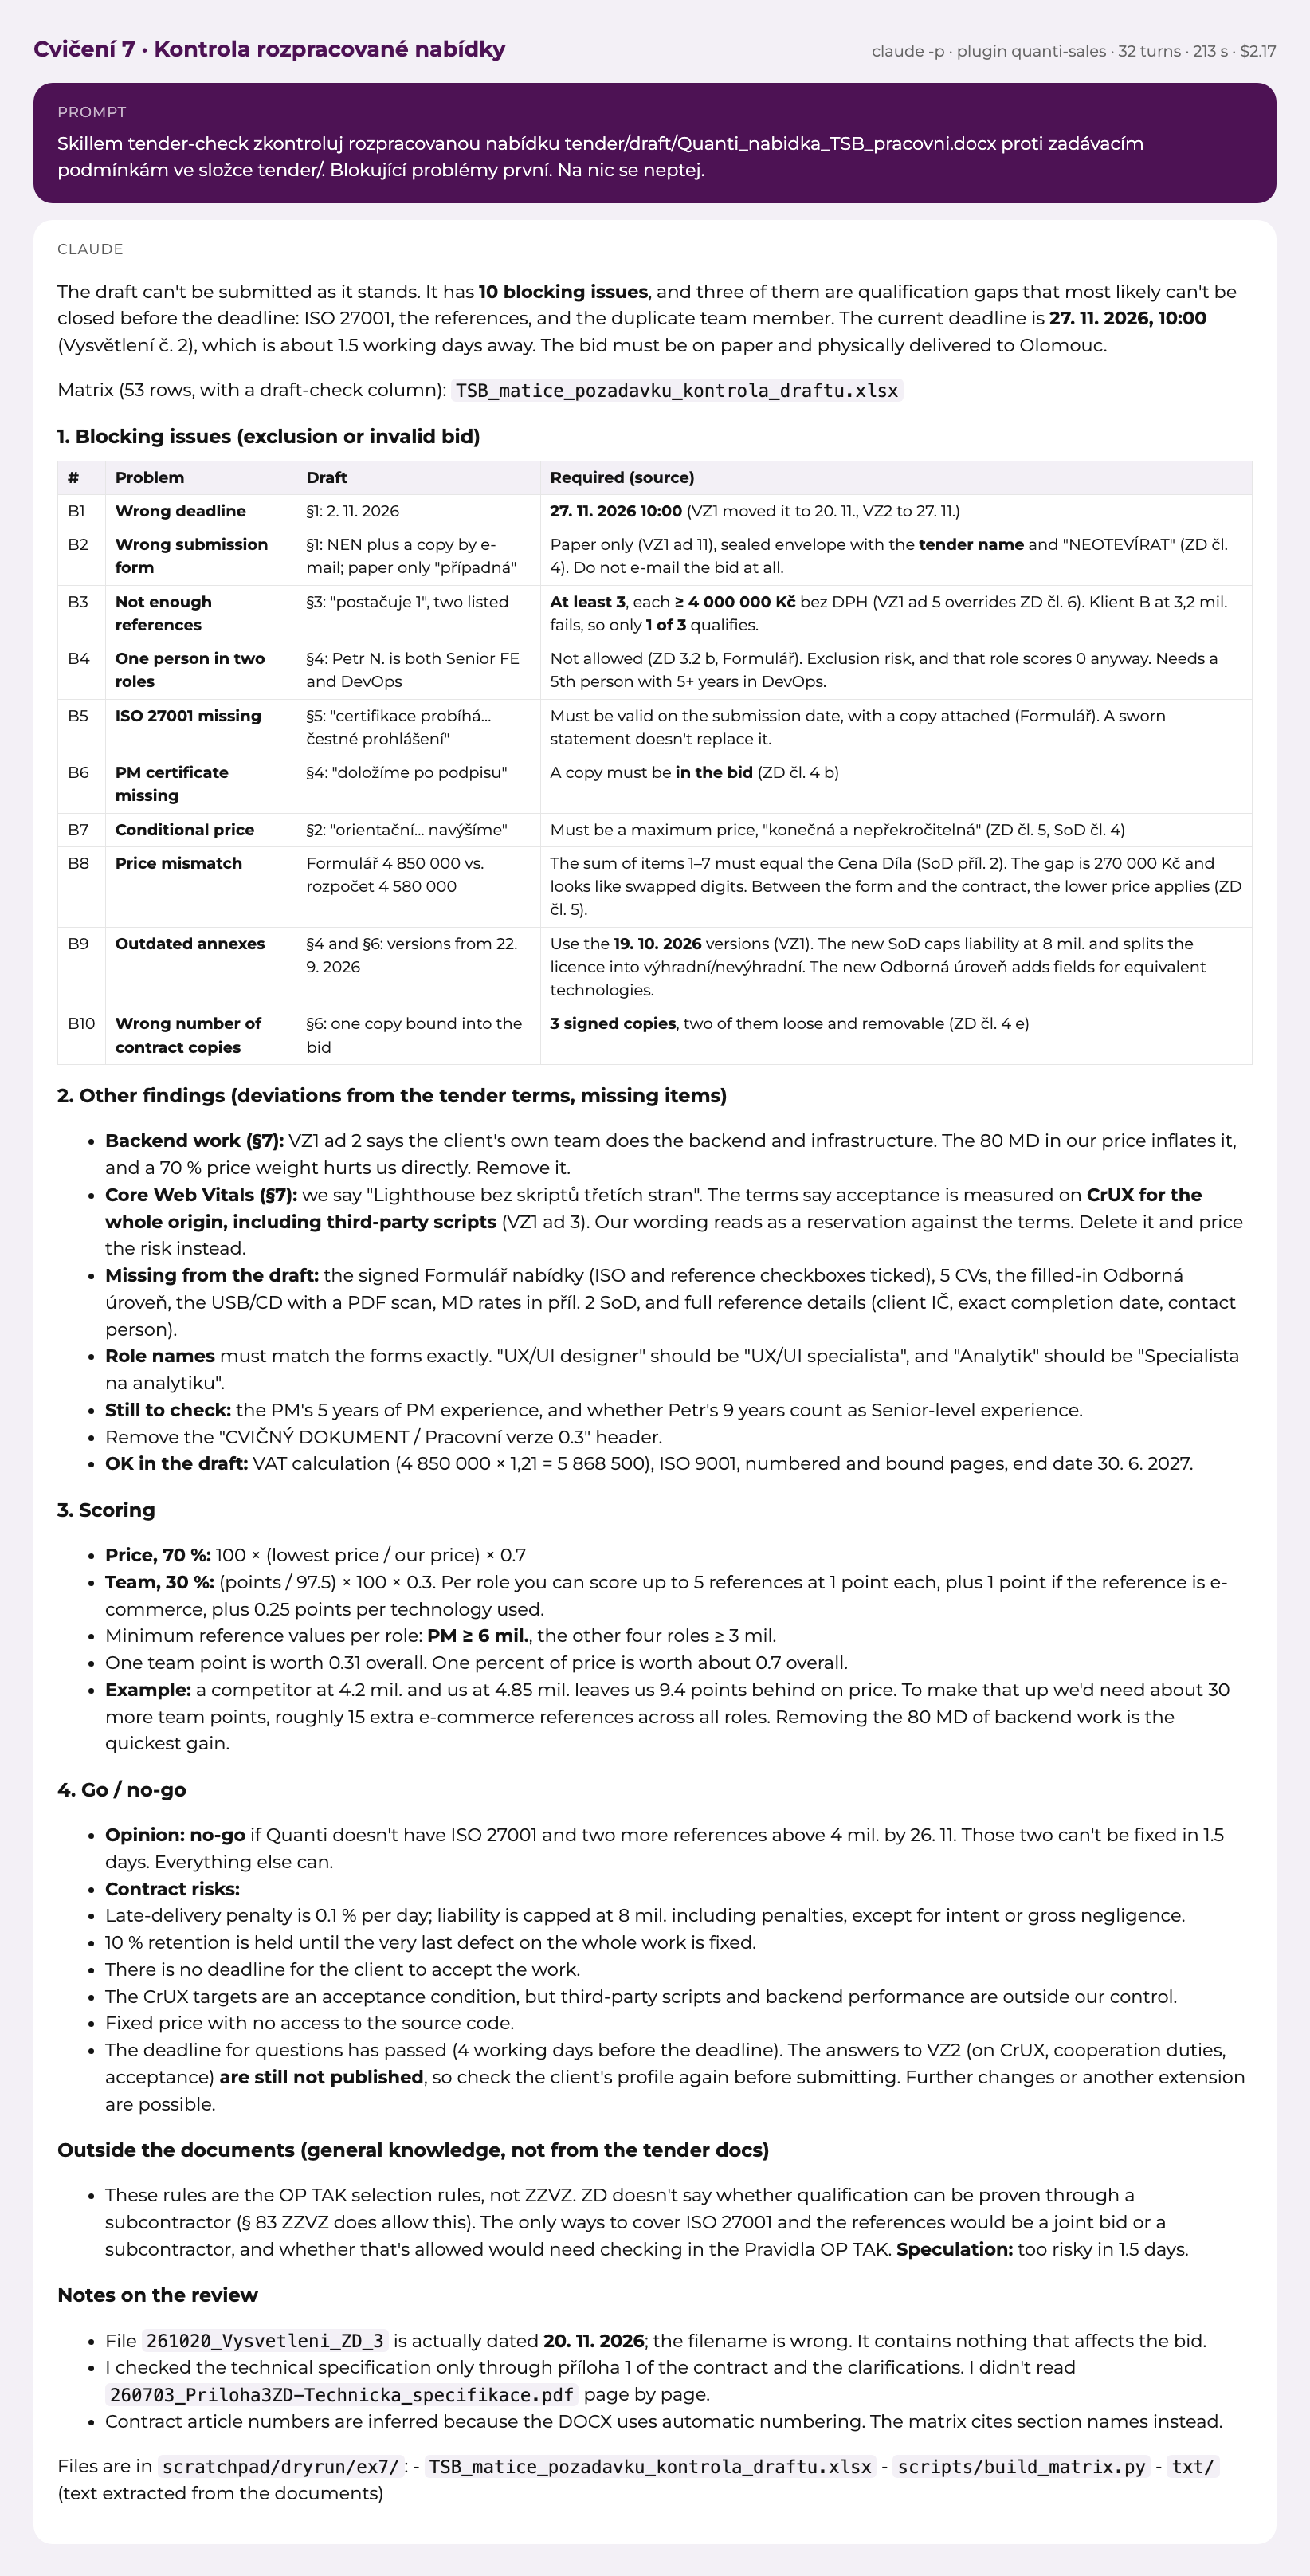 Cvičení 7 · Kontrola rozpracované nabídky
claude -p · plugin quanti-sales · 32 turns · 213 s · $2.17
PROMPT
Skillem tender-check zkontroluj rozpracovanou nabídku tender/draft/Quanti_nabidka_TSB_pracovni.docx proti zadávacím
podmínkám ve složce tender/. Blokující problémy první. Na nic se neptej.
CLAUDE
The draft can't be submitted as it stands. It has 10 blocking issues, and three of them are qualification gaps that most likely can't be
closed before the deadline: ISO 27001, the references, and the duplicate team member. The current deadline is 27. 11. 2026, 10:00
(Vysvětlení č. 2), which is about 1.5 working days away. The bid must be on paper and physically delivered to Olomouc.
Matrix (53 rows, with a draft-check column): TSB_matice_pozadavku_kontrola_draftu.xlsx
1. Blocking issues (exclusion or invalid bid)
# Problem Draft Required (source)
B1 Wrong deadline §1: 2. 11. 2026 27. 11. 2026 10:00 (VZ1 moved it to 20. 11., VZ2 to 27. 11.)
B2 Wrong submission §1: NEN plus a copy by e- Paper only (VZ1 ad 11), sealed envelope with the tender name and "NEOTEVÍRAT" (ZD čl.
form mail; paper only "případná" 4). Do not e-mail the bid at all.
B3 Not enough §3: "postačuje 1", two listed At least 3, each ≥ 4 000 000 Kč bez DPH (VZ1 ad 5 overrides ZD čl. 6). Klient B at 3,2 mil.
references fails, so only 1 of 3 qualifies.
B4 One person in two §4: Petr N. is both Senior FE Not allowed (ZD 3.2 b, Formulář). Exclusion risk, and that role scores 0 anyway. Needs a
roles and DevOps 5th person with 5+ years in DevOps.
B5 ISO 27001 missing §5: "certifikace probíhá... Must be valid on the submission date, with a copy attached (Formulář). A sworn
čestné prohlášení" statement doesn't replace it.
B6 PM certificate §4: "doložíme po podpisu" A copy must be in the bid (ZD čl. 4 b)
missing
B7 Conditional price §2: "orientační... navýšíme" Must be a maximum price, "konečná a nepřekročitelná" (ZD čl. 5, SoD čl. 4)
B8 Price mismatch Formulář 4 850 000 vs. The sum of items 1–7 must equal the Cena Díla (SoD příl. 2). The gap is 270 000 Kč and
rozpočet 4 580 000 looks like swapped digits. Between the form and the contract, the lower price applies (ZD
čl. 5).
B9 Outdated annexes §4 and §6: versions from 22. Use the 19. 10. 2026 versions (VZ1). The new SoD caps liability at 8 mil. and splits the
9. 2026 licence into výhradní/nevýhradní. The new Odborná úroveň adds fields for equivalent
technologies.
B10 Wrong number of §6: one copy bound into the 3 signed copies, two of them loose and removable (ZD čl. 4 e)
contract copies bid
2. Other findings (deviations from the tender terms, missing items)
• Backend work (§7): VZ1 ad 2 says the client's own team does the backend and infrastructure. The 80 MD in our price inflates it,
and a 70 % price weight hurts us directly. Remove it.
• Core Web Vitals (§7): we say "Lighthouse bez skriptů třetích stran". The terms say acceptance is measured on CrUX for the
whole origin, including third-party scripts (VZ1 ad 3). Our wording reads as a reservation against the terms. Delete it and price
the risk instead.
• Missing from the draft: the signed Formulář nabídky (ISO and reference checkboxes ticked), 5 CVs, the filled-in Odborná
úroveň, the USB/CD with a PDF scan, MD rates in příl. 2 SoD, and full reference details (client IČ, exact completion date, contact
person).
• Role names must match the forms exactly. "UX/UI designer" should be "UX/UI specialista", and "Analytik" should be "Specialista
na analytiku".
• Still to check: the PM's 5 years of PM experience, and whether Petr's 9 years count as Senior-level experience.
• Remove the "CVIČNÝ DOKUMENT / Pracovní verze 0.3" header.
• OK in the draft: VAT calculation (4 850 000 × 1,21 = 5 868 500), ISO 9001, numbered and bound pages, end date 30. 6. 2027.
3. Scoring
• Price, 70 %: 100 × (lowest price / our price) × 0.7
• Team, 30 %: (points / 97.5) × 100 × 0.3. Per role you can score up to 5 references at 1 point each, plus 1 point if the reference is e-
commerce, plus 0.25 points per technology used.
• Minimum reference values per role: PM ≥ 6 mil., the other four roles ≥ 3 mil.
• One team point is worth 0.31 overall. One percent of price is worth about 0.7 overall.
• Example: a competitor at 4.2 mil. and us at 4.85 mil. leaves us 9.4 points behind on price. To make that up we'd need about 30
more team points, roughly 15 extra e-commerce references across all roles. Removing the 80 MD of backend work is the
quickest gain.
4. Go / no-go
• Opinion: no-go if Quanti doesn't have ISO 27001 and two more references above 4 mil. by 26. 11. Those two can't be fixed in 1.5
days. Everything else can.
• Contract risks:
• Late-delivery penalty is 0.1 % per day; liability is capped at 8 mil. including penalties, except for intent or gross negligence.
• 10 % retention is held until the very last defect on the whole work is fixed.
• There is no deadline for the client to accept the work.
• The CrUX targets are an acceptance condition, but third-party scripts and backend performance are outside our control.
• Fixed price with no access to the source code.
• The deadline for questions has passed (4 working days before the deadline). The answers to VZ2 (on CrUX, cooperation duties,
acceptance) are still not published, so check the client's profile again before submitting. Further changes or another extension
are possible.
Outside the documents (general knowledge, not from the tender docs)
• These rules are the OP TAK selection rules, not ZZVZ. ZD doesn't say whether qualification can be proven through a
subcontractor (§ 83 ZZVZ does allow this). The only ways to cover ISO 27001 and the references would be a joint bid or a
subcontractor, and whether that's allowed would need checking in the Pravidla OP TAK. Speculation: too risky in 1.5 days.
Notes on the review
• File 261020_Vysvetleni_ZD_3 is actually dated 20. 11. 2026; the filename is wrong. It contains nothing that affects the bid.
• I checked the technical specification only through příloha 1 of the contract and the clarifications. I didn't read
260703_Priloha3ZD-Technicka_specifikace.pdf page by page.
• Contract article numbers are inferred because the DOCX uses automatic numbering. The matrix cites section names instead.
Files are in scratchpad/dryrun/ex7/: - TSB_matice_pozadavku_kontrola_draftu.xlsx - scripts/build_matrix.py - txt/
(text extracted from the documents)